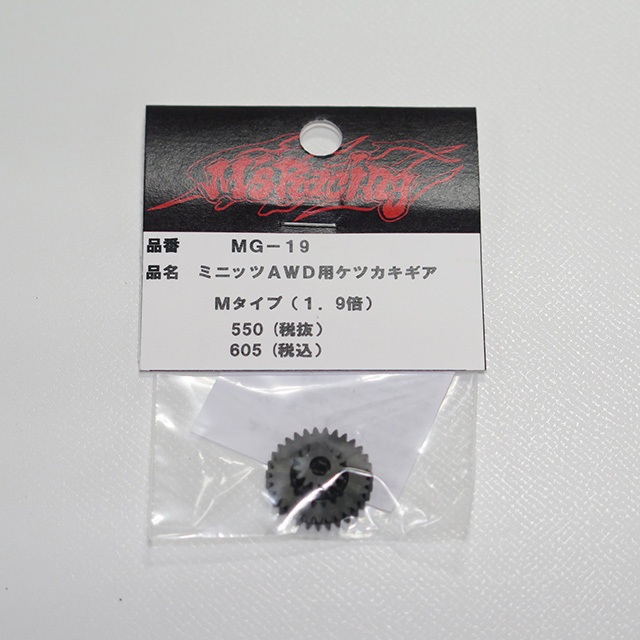 MsRacing
品番 MG−19
品名 ミニッツAWD用ケツカキギア
Mタイプ（1．9倍）
550（税抜）
605（税込）